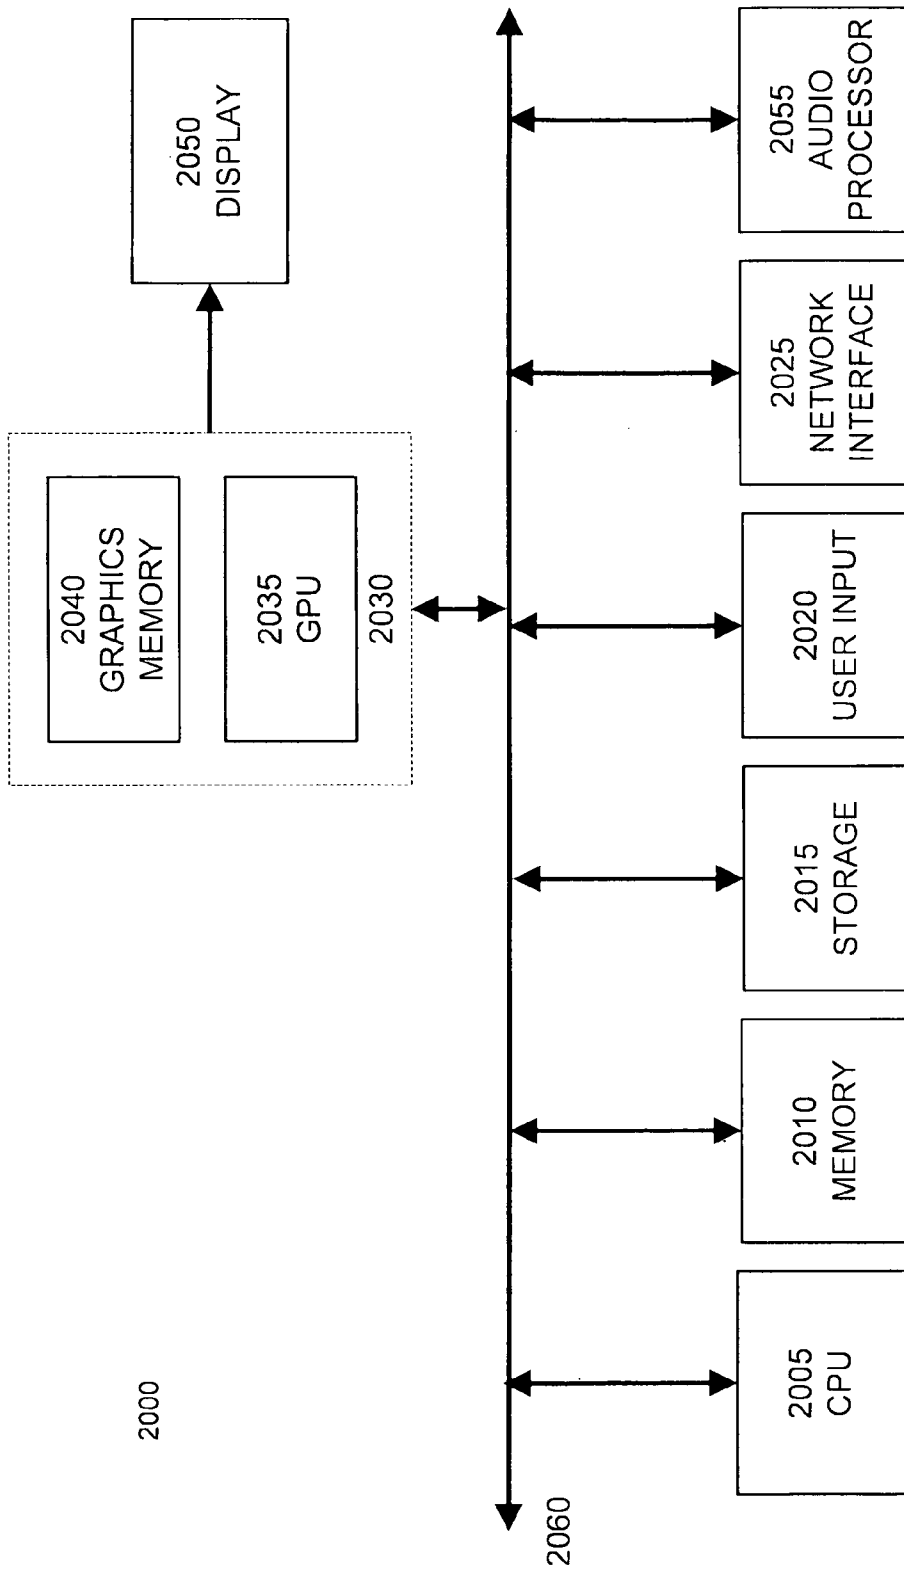 2000
2040
GRAPHICS
MEMORY
2035
GPU
2030
2050
DISPLAY
2060
2005
CPU
2010
MEMORY
2015
STORAGE
2020
USER INPUT
2025
NETWORK
INTERFACE
2055
AUDIO
PROCESSOR